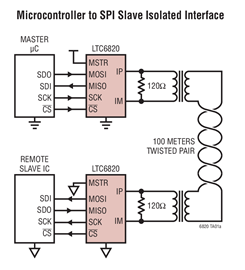 Microcontroller to SPI Slave Isolated Interface
MASTER
µC
LTC6820
MSTR
IP
SDO
MOSI
SDI
MISO
120Ω
SCK
SCK
CS
CS
IM
100 METERS
TWISTED PAIR
REMOTE
SLAVE IC
LTC6820
MSTR
IP
SDI
MOSI
SDO
MISO
120Ω
SCK
SCK
CS
CS
IM
6820 TA01a